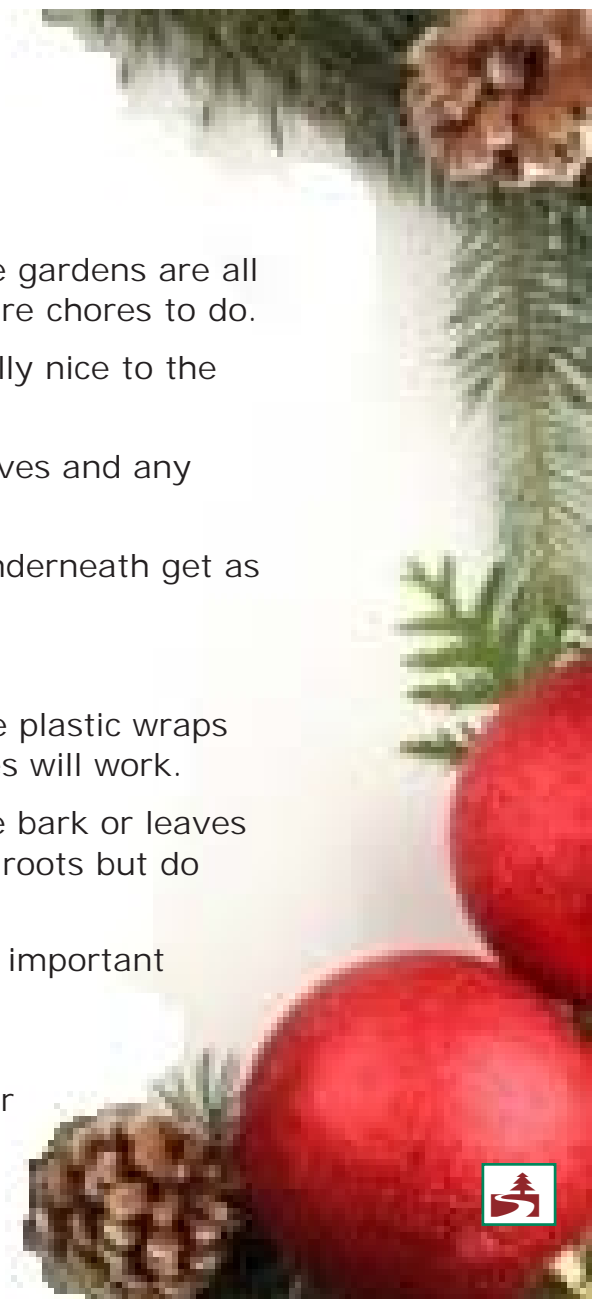 gardens are all
re chores to do.
lly nice to the
ves and any
nderneath get as
plastic wraps
s will work.
bark or leaves
roots but do
important
r